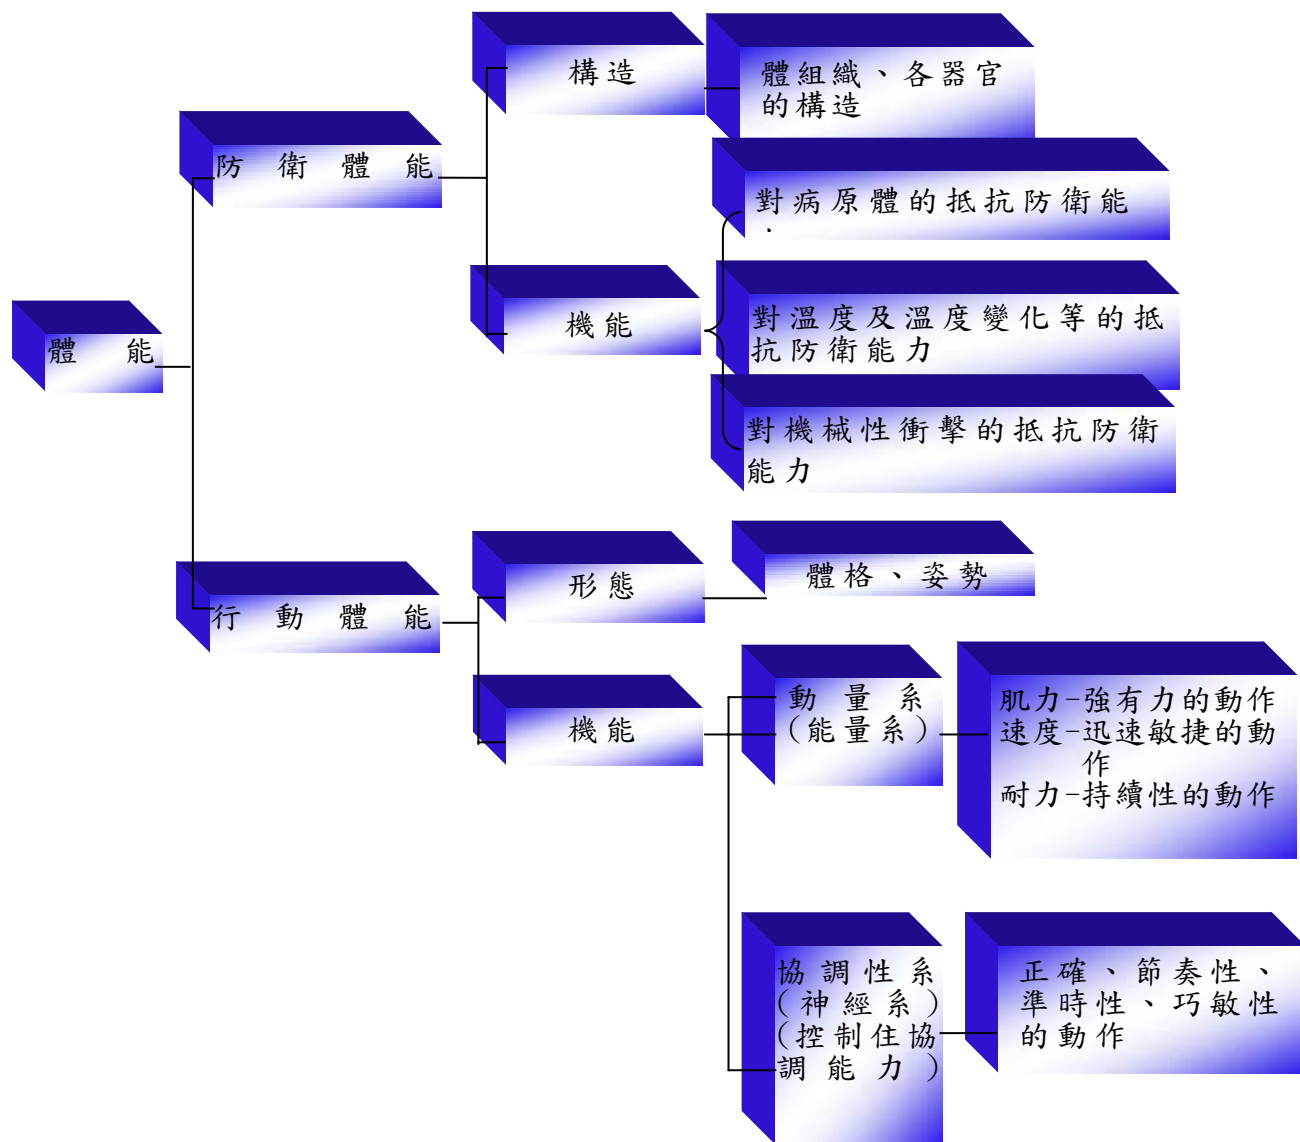 體能
防衛體能
構造
體組織、各器官
的構造
對病原體的抵抗防衛能
機能
對溫度及溫度變化等的抵
抗防衛能力
對機械性衝擊的抵抗防衛
能力
行動體能
形態
體格、姿勢
機能
動量系
(能量系)
肌力-強有力的動作
速度-迅速敏捷的動
作
耐力-持續性的動作
協調性系
(神經系)
(控制住協
調能力)
正確、節奏性、
準時性、巧敏性
的動作